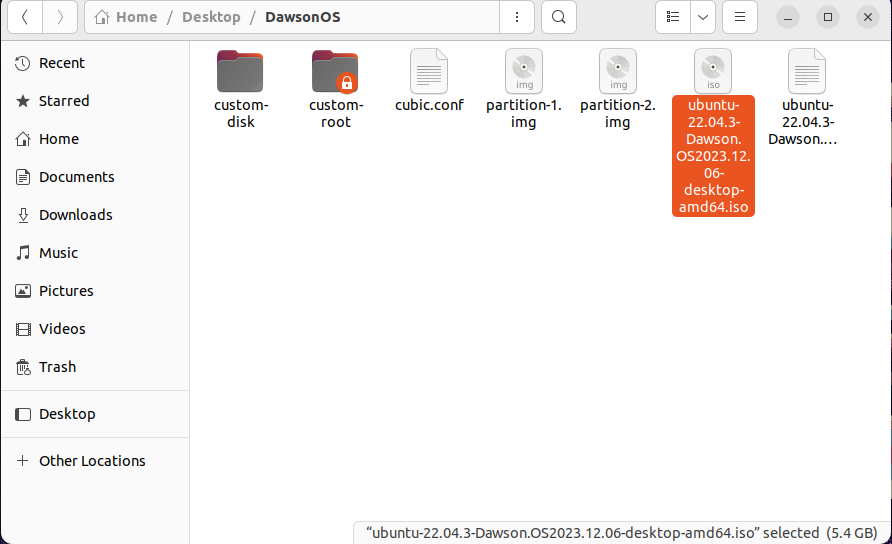 Home / Desktop / DawsonOS
Recent
Starred
Home
Documents
Downloads
Music
Pictures
Videos
Trash
Desktop
Other Locations
custom-
disk
custom-
root
cubic.conf
img
partition-1.
img
img
partition-2.
img
iso
ubuntu-
22.04.3-
Dawson.
OS2023.12.
06-
desktop-
amd64.iso
ubuntu-
22.04.3-
Dawson.…
“ubuntu-22.04.3-Dawson.OS2023.12.06-desktop-amd64.iso” selected (5.4 GB)